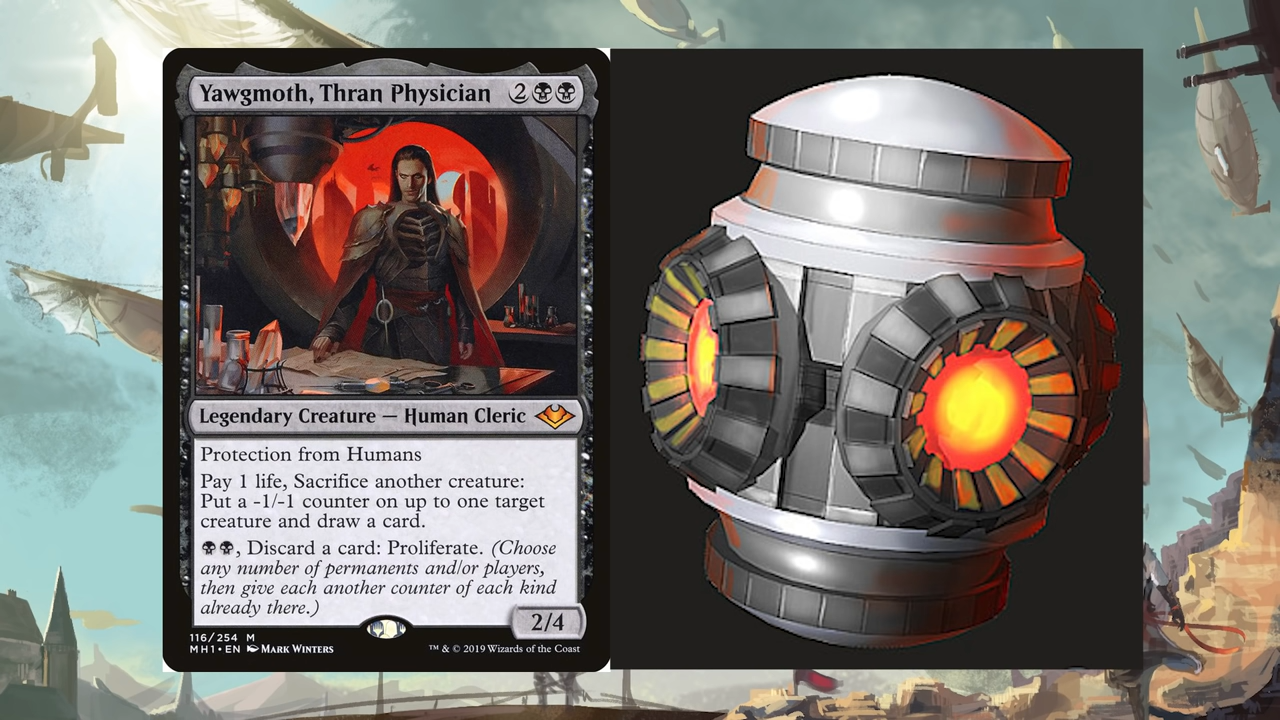 Yawgmoth, Thran Physician 2
Legendary Creature — Human Cleric
Protection from Humans
Pay 1 life, Sacrifice another creature:
Put a -1/-1 counter on up to one target
creature and draw a card.
, Discard a card: Proliferate. (Choose
any number of permanents and/or players,
then give each another counter of each kind
already there.)
2/4
116/254 M
MH1 • EN Mark Winters
™ & © 2019 Wizards of the Coast